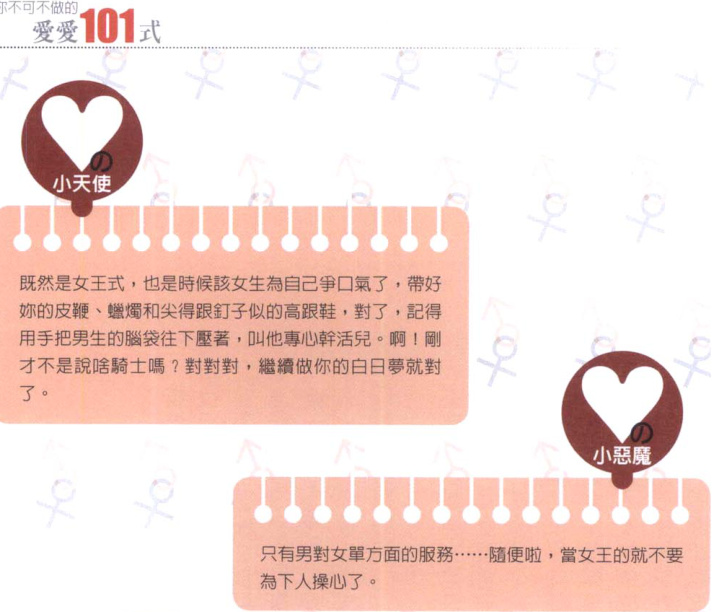 你不可不做的
愛愛101式
の
小天使
既然是女王式，也是時候該女生為自己爭口氣了，帶好
妳的皮鞭、蠟燭和尖得跟釘子似的高跟鞋，對了，記得
用手把男生的腦袋往下壓著，叫他專心幹活兒。啊！剛
才不是說啥騎士嗎？對對對，繼續做你的白日夢就對
了。
の
小惡魔
只有男對女單方面的服務……隨便啦，當女王的就不要
為下人操心了。